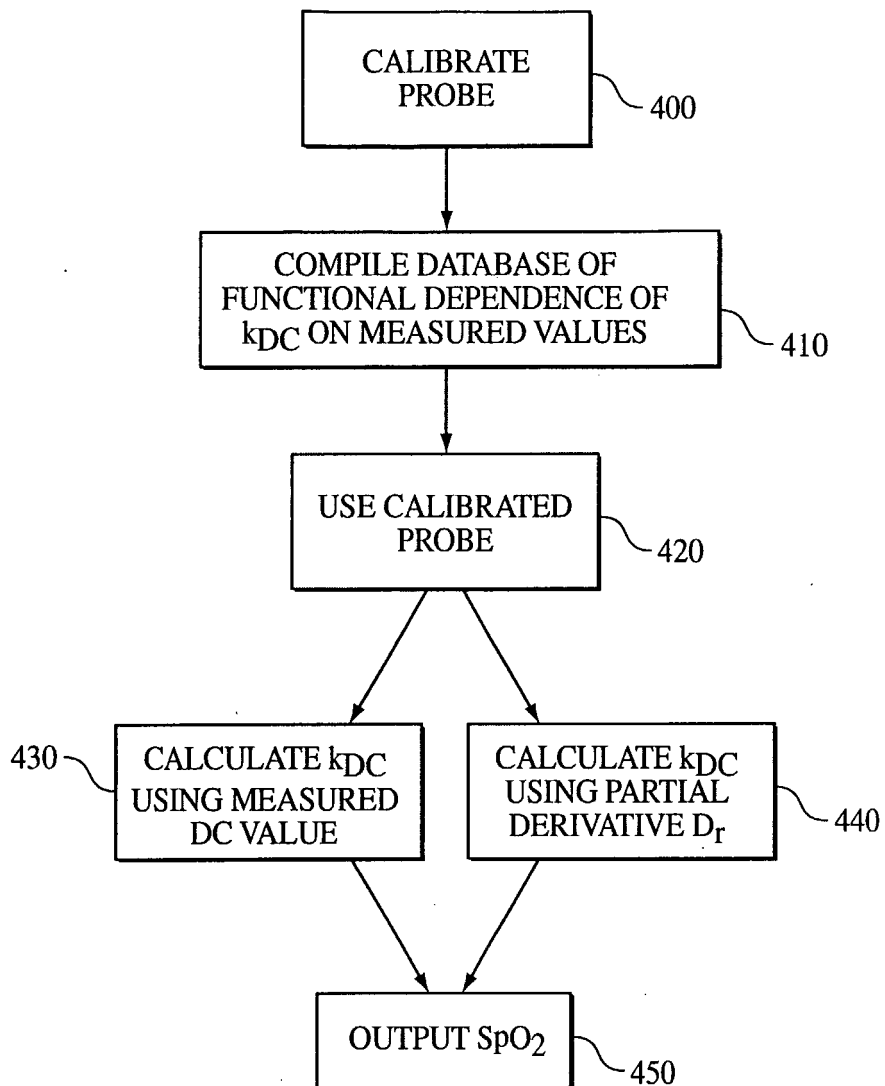 CALIBRATE
PROBE
400
COMPILE DATABASE OF
FUNCTIONAL DEPENDENCE OF
kDC ON MEASURED VALUES
410
USE CALIBRATED
PROBE
420
430
CALCULATE kDC
USING MEASURED
DC VALUE
CALCULATE kDC
USING PARTIAL
DERIVATIVE Dr
440
OUTPUT SpO2
450